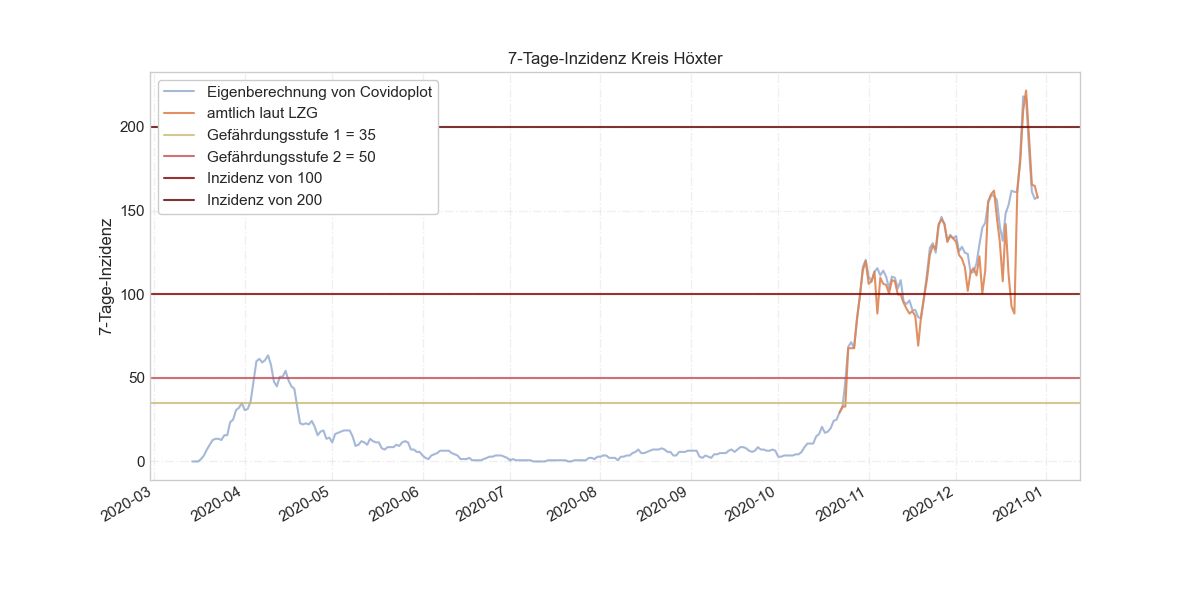 7-Tage-Inzidenz Kreis Höxter
Eigenberechnung von Covidoplot
amtlich laut LZG
Gefährdungsstufe 1 = 35
Gefährdungsstufe 2 = 50
Inzidenz von 100
Inzidenz von 200
7-Tage-Inzidenz
200
150
100
50
0
2020-03
2020-04
2020-05
2020-06
2020-07
2020-08
2020-09
2020-10
2020-11
2020-12
2021-01